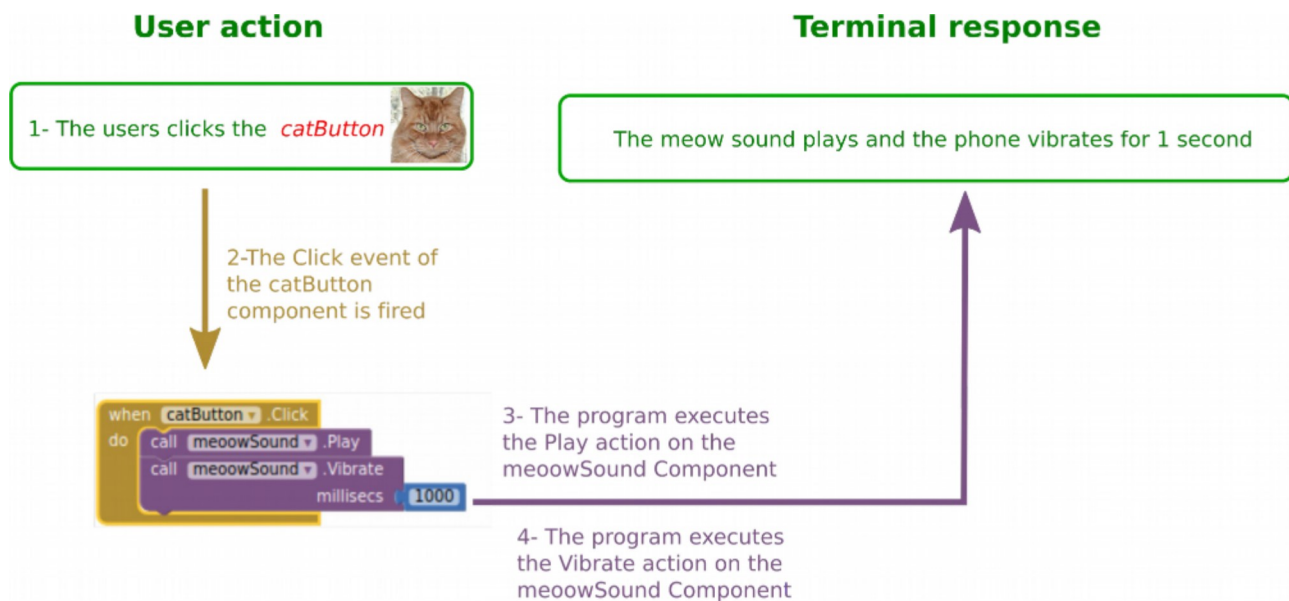 User action
Terminal response
1- The users clicks the catButton
The meow sound plays and the phone vibrates for 1 second
2-The Click event of
the catButton
component is fired
when catButton .Click
do call meoowSound .Play
call meoowSound .Vibrate
millisecs 1000
3- The program executes
the Play action on the
meoowSound Component
4- The program executes
the Vibrate action on the
meoowSound Component